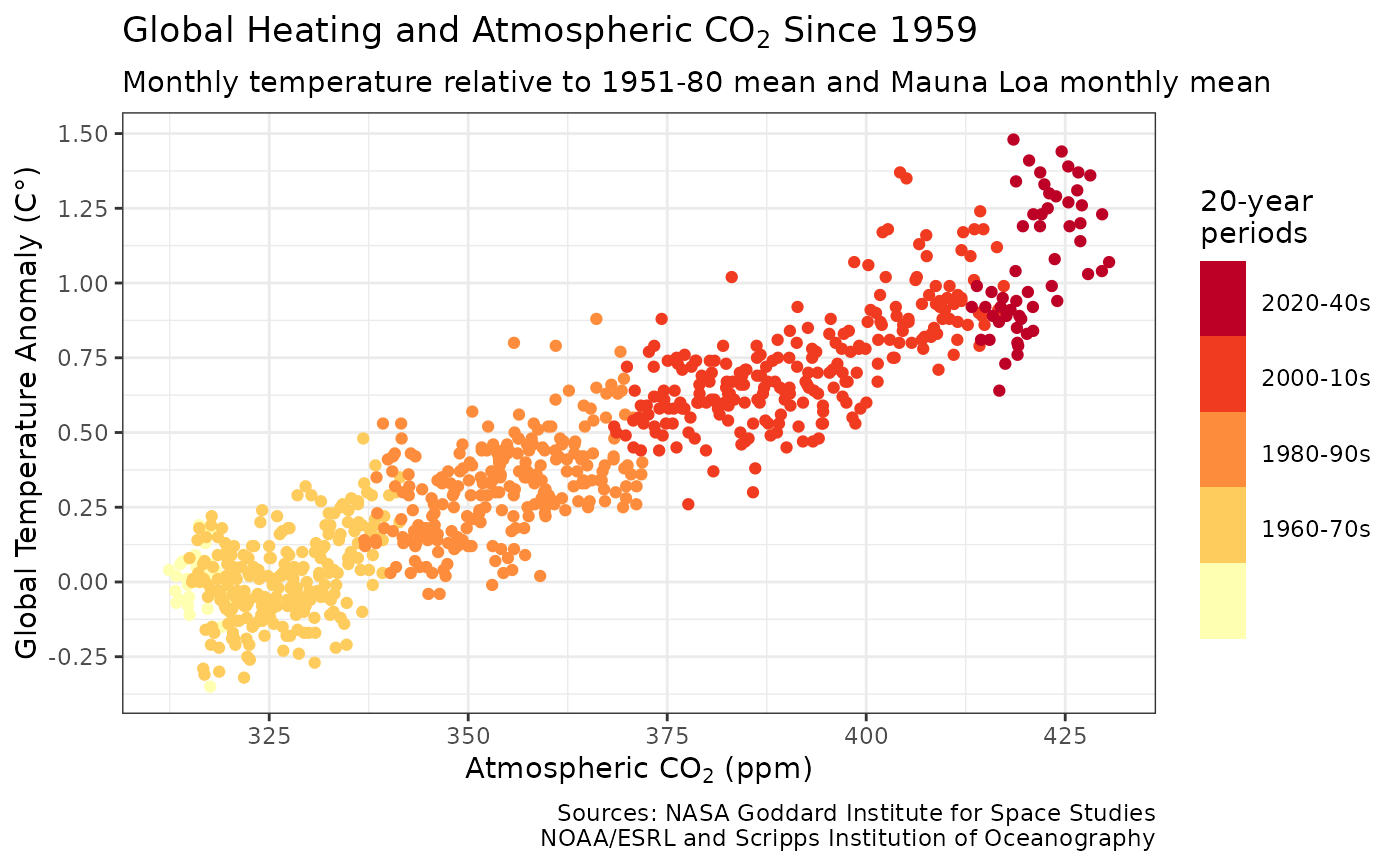 Global Heating and Atmospheric CO₂ Since 1959
Monthly temperature relative to 1951-80 mean and Mauna Loa monthly mean
Global Temperature Anomaly (C°)
1.50
1.25
1.00
0.75
0.50
0.25
0.00
-0.25
325
350
375
400
425
Atmospheric CO₂ (ppm)
20-year
periods
2020-40s
2000-10s
1980-90s
1960-70s
Sources: NASA Goddard Institute for Space Studies
NOAA/ESRL and Scripps Institution of Oceanography